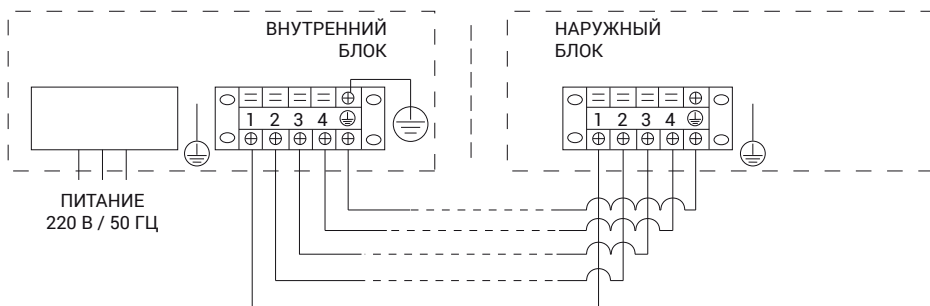 ВНУТРЕННИЙ
БЛОК
НАРУЖНЫЙ
БЛОК
1 2 3 4
1 2 3 4
ПИТАНИЕ
220 В / 50 ГЦ